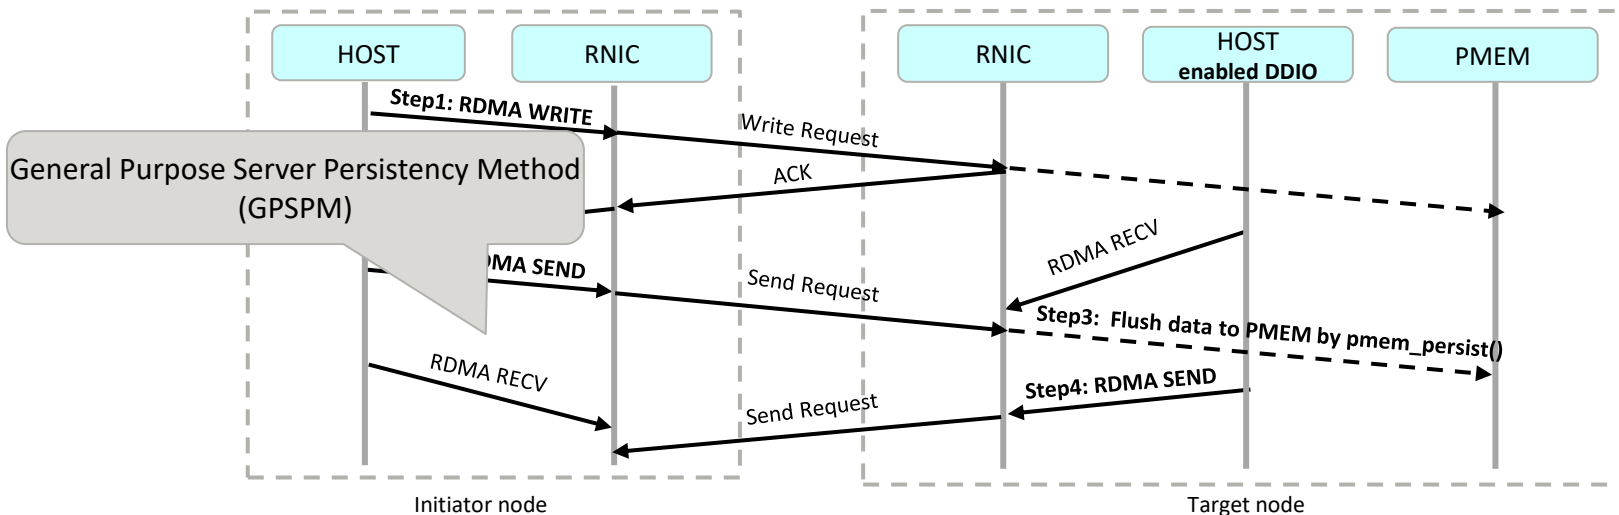 HOST
RNIC
RNIC
HOST
enabled DDIO
PMEM
Step1: RDMA WRITE
Write Request
ACK
General Purpose Server Persistency Method
(GPSPM)
RDMA RECV
SEND
Send Request
Step3: Flush data to PMEM by pmem_persist()
RDMA RECV
Step4: RDMA SEND
Send Request
Initiator node
Target node